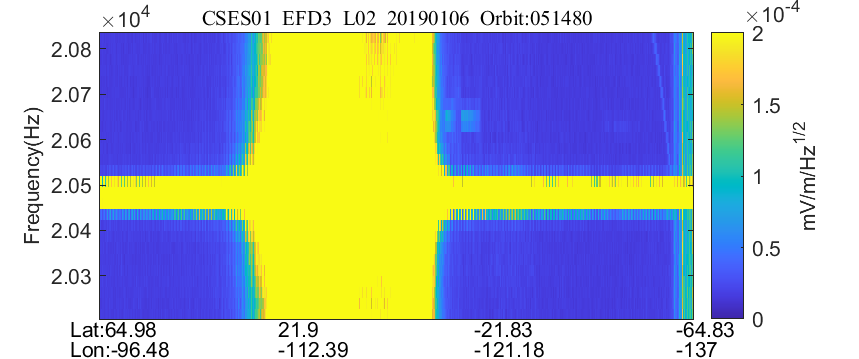 ×10⁴ CSES01 EFD3 L02 20190106 Orbit:051480 ×10⁻⁴
2.08
2.07
2.06
2.05
2.04
2.03
Frequency(Hz)
2
1.5
1
0.5
0
mV/m/Hz^1/2
Lat:64.98 21.9 -21.83 -64.83
Lon:-96.48 -112.39 -121.18 -137